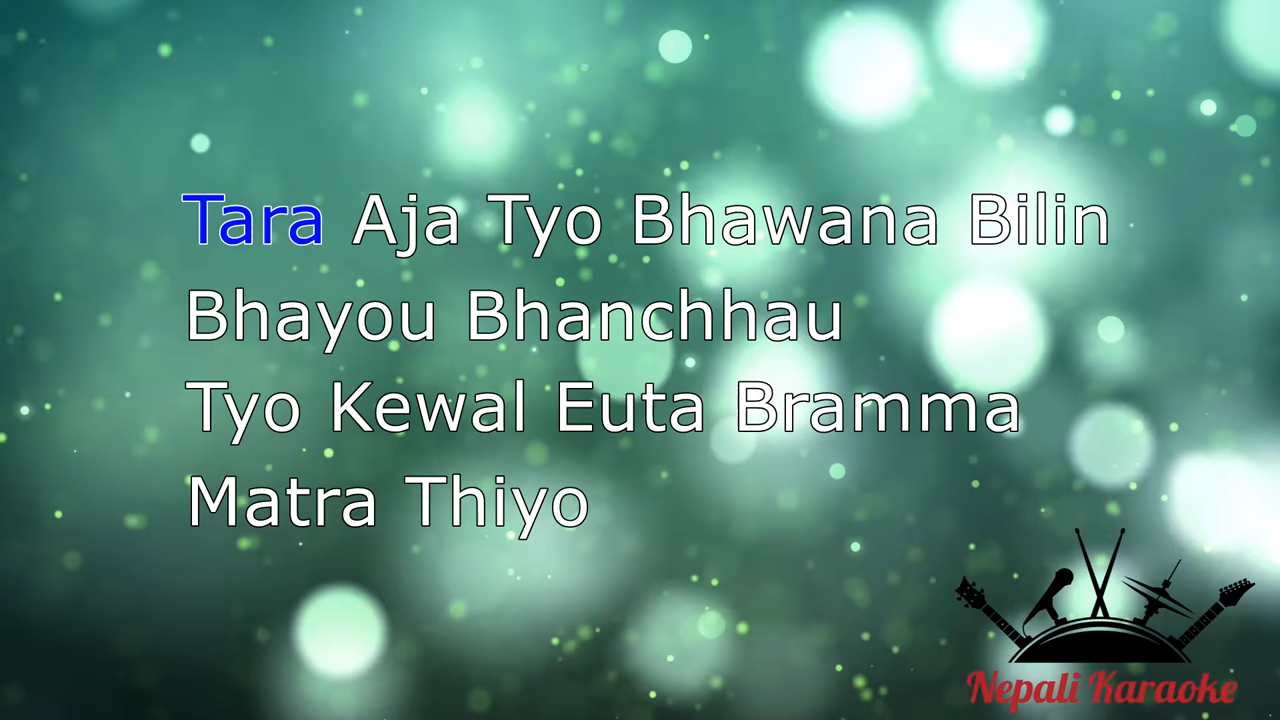 Tara Aja Tyo Bhawana Bilin
Bhayou Bhanchhau
Tyo Kewal Euta Bramma
Matra Thiyo
Nepali Karaoke